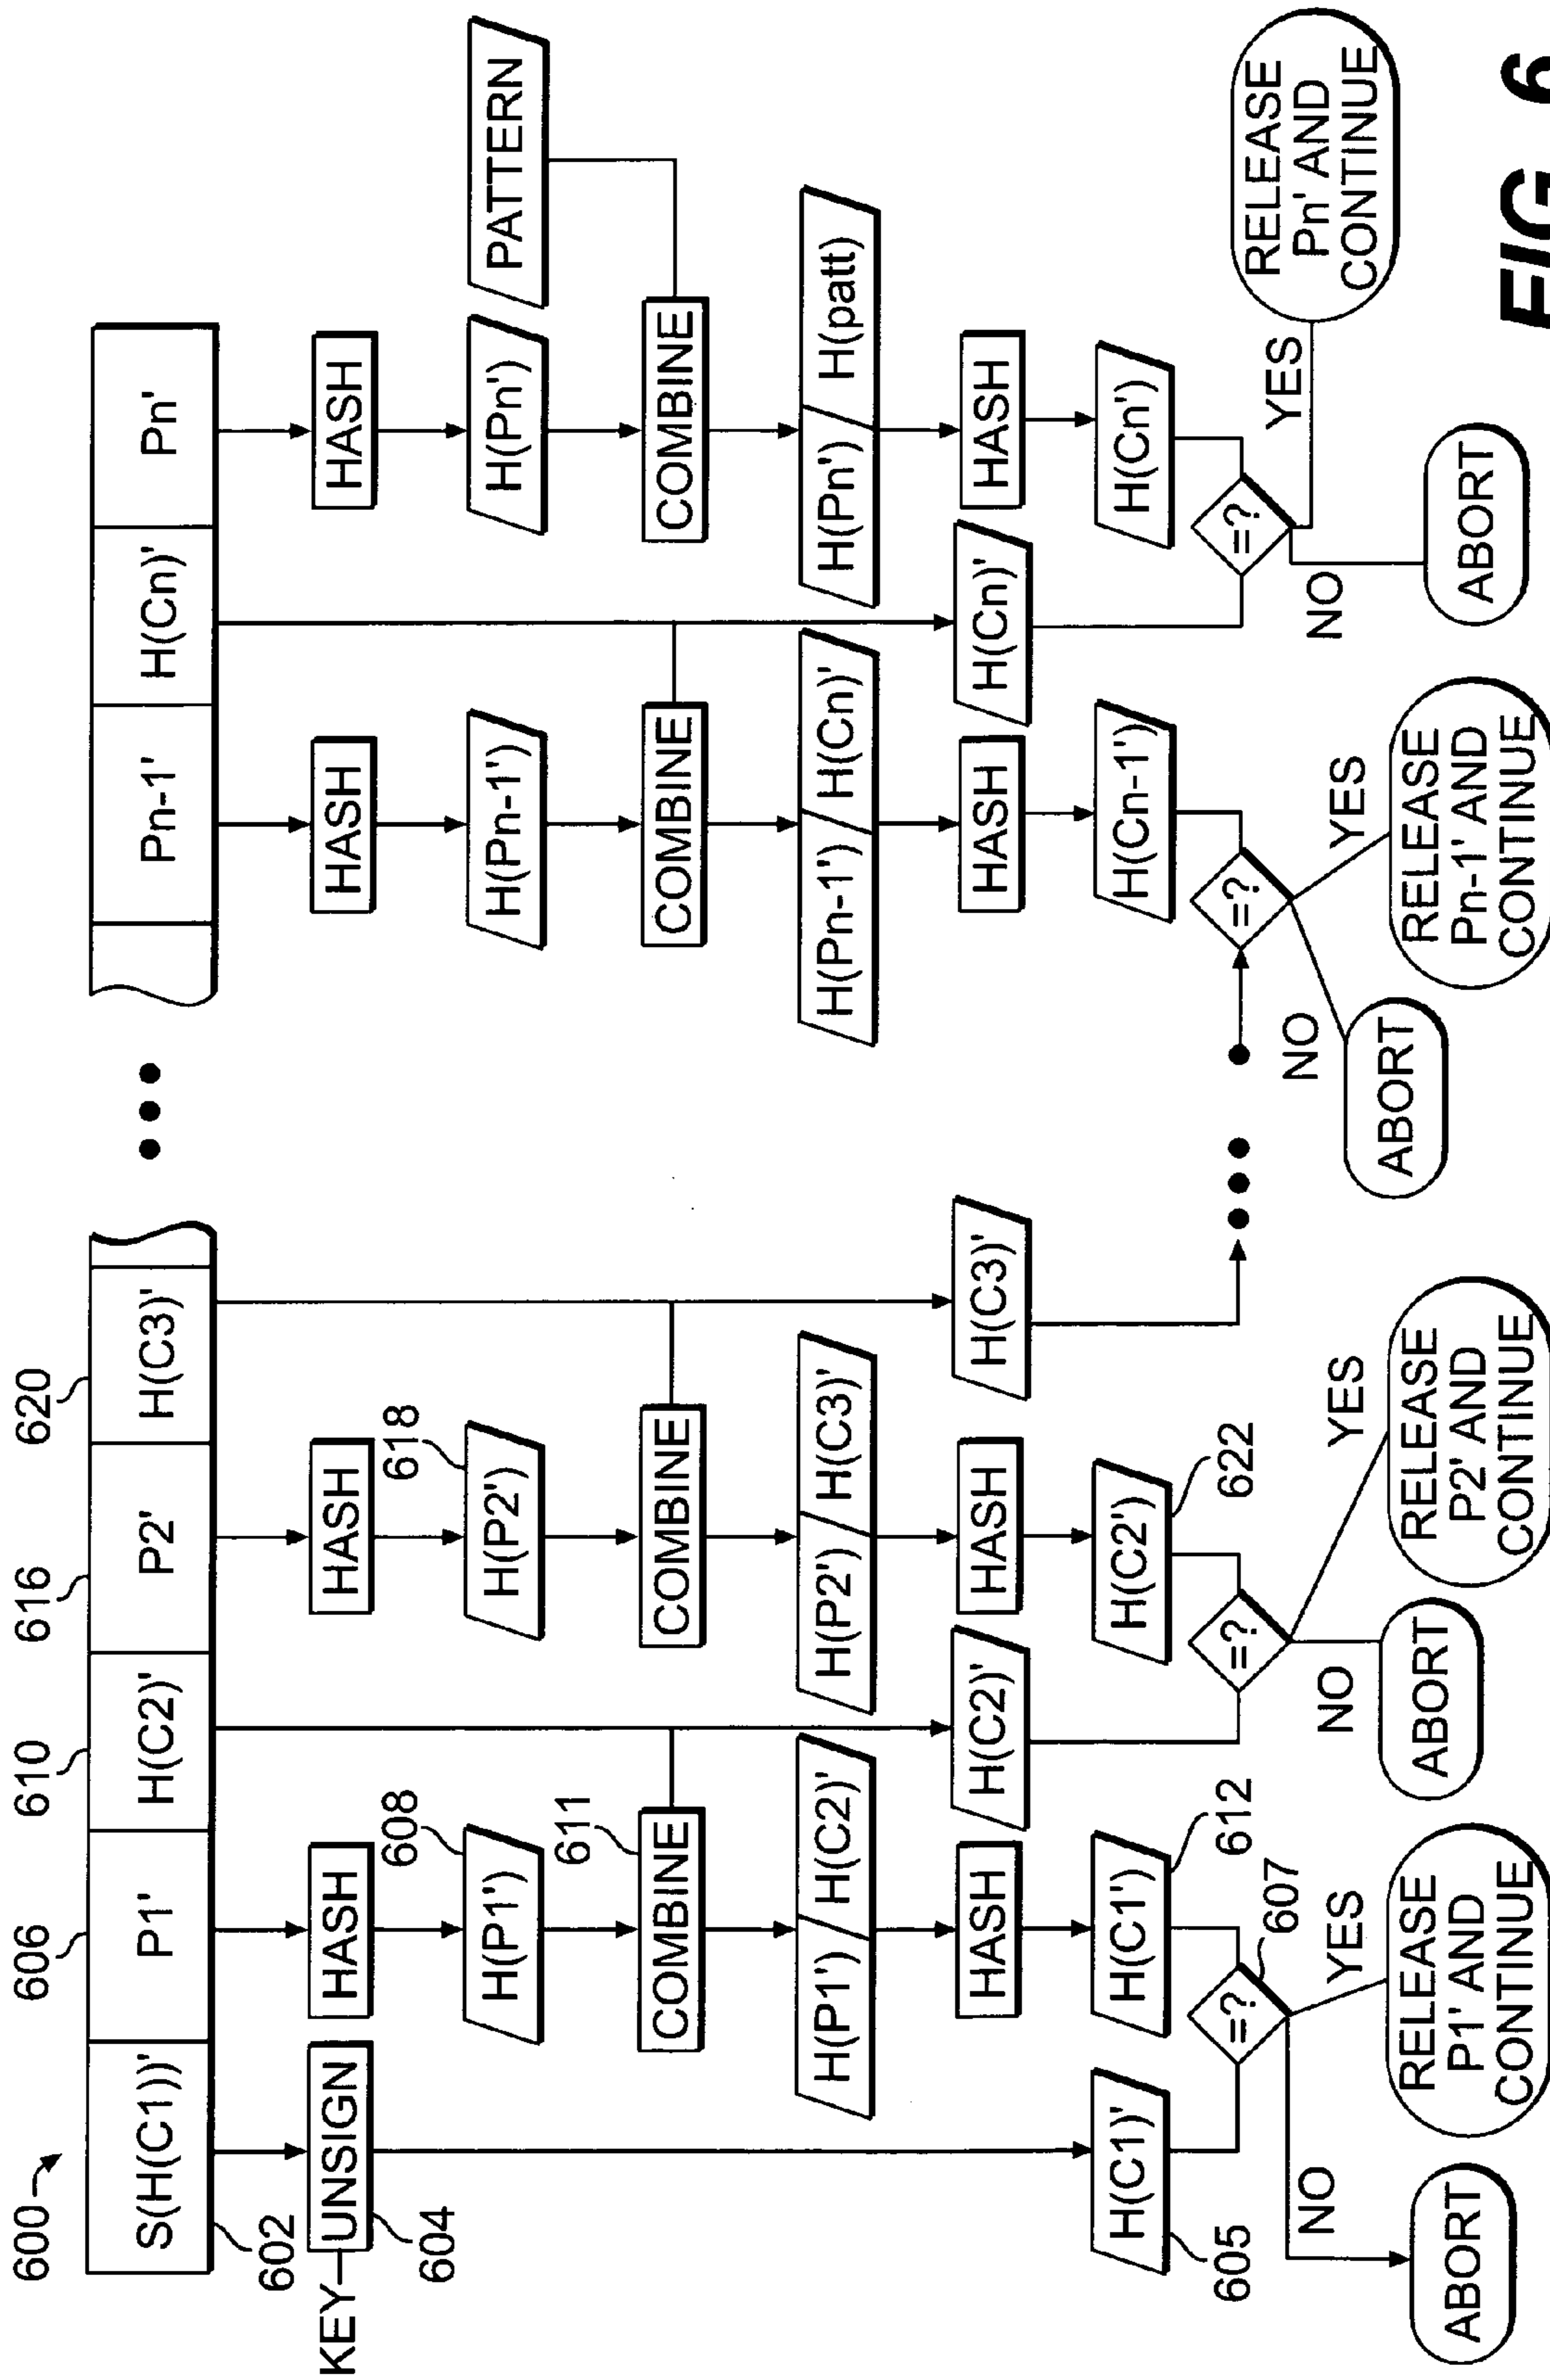 600
606
610
616
620
S(H(C1))'
P1'
H(C2)'
P2'
H(C3)'
Pn-1'
H(Cn)'
Pn'
602
KEY
UNSIGN
HASH
HASH
HASH
HASH
604
608
618
H(P1')
H(P2')
H(Pn-1')
H(Pn')
PATTERN
611
COMBINE
COMBINE
COMBINE
COMBINE
H(P1') / H(C2)'
H(P2') / H(C3)'
H(Pn-1') / H(Cn)'
H(Pn') / H(patt)
HASH
H(C2)'
HASH
H(C3)'
HASH
H(Cn)'
HASH
H(C1)'
H(C1')
H(C2')
H(Cn-1')
H(Cn')
605
612
622
=?
=?
=?
=?
607
NO
YES
NO
YES
NO
YES
NO
YES
ABORT
RELEASE
P1' AND
CONTINUE
ABORT
RELEASE
P2' AND
CONTINUE
ABORT
RELEASE
Pn-1' AND
CONTINUE
ABORT
RELEASE
Pn' AND
CONTINUE
FIG. 6